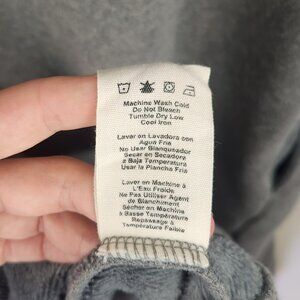 Machine Wash Cold
Do Not Bleach
Tumble Dry Low
Cool Iron
Lavar en Lavadora con
Agua Fria
No Usar Blanqueador
Secar en Secadora
a Baja Temperatura
Usar la Plancha Fria
Laver en Machine à
L'Eau Froide
Ne Pas Utiliser Agent
de Blanchiment
Sécher en Machine
à Basse Température
Repassage à
Température Faible